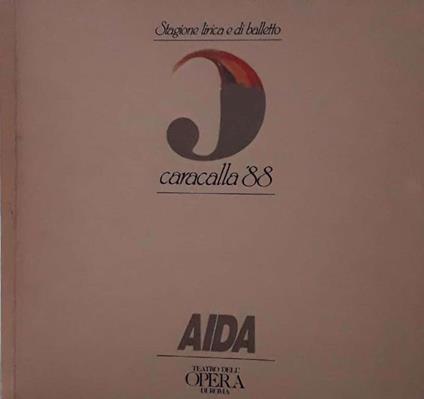 Stagione lirica e di balletto
caracalla '88
AIDA
TEATRO DELL'
OPERA
DI ROMA